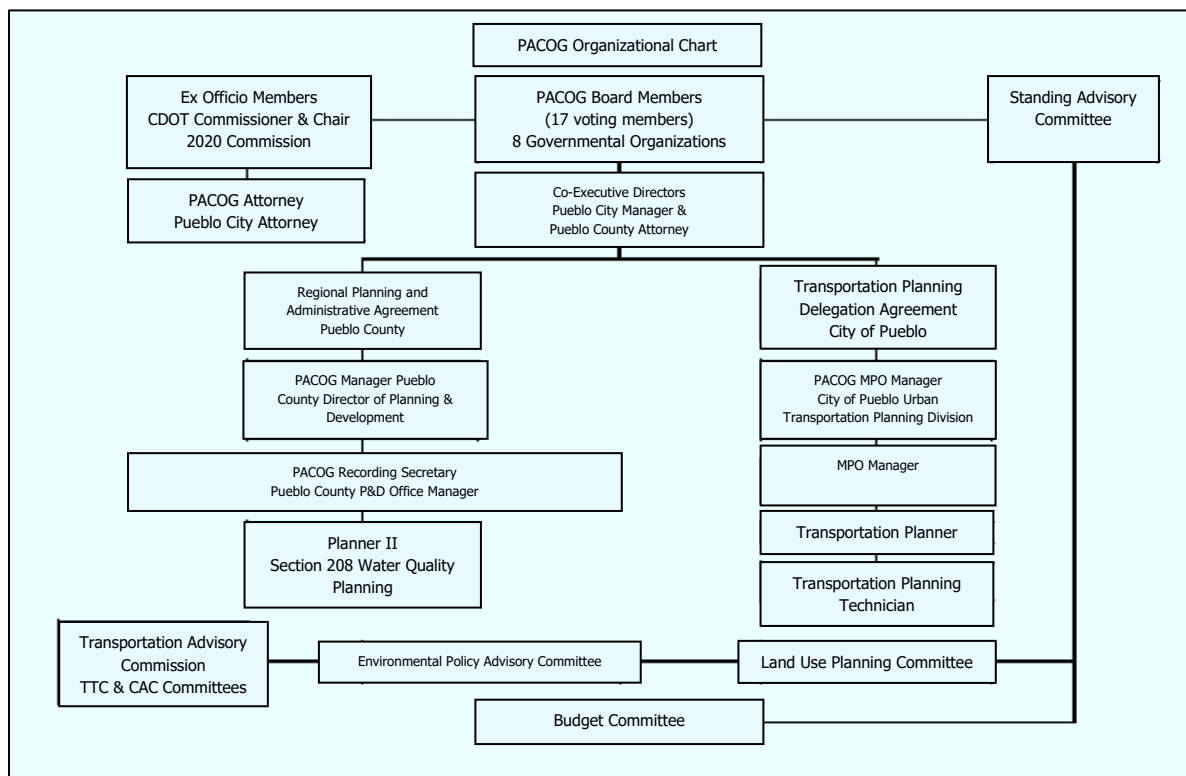 PACOG Organizational Chart
Ex Officio Members
CDOT Commissioner & Chair
2020 Commission
PACOG Board Members
(17 voting members)
8 Governmental Organizations
Standing Advisory
Committee
PACOG Attorney
Pueblo City Attorney
Co-Executive Directors
Pueblo City Manager &
Pueblo County Attorney
Regional Planning and
Administrative Agreement
Pueblo County
Transportation Planning
Delegation Agreement
City of Pueblo
PACOG Manager Pueblo
County Director of Planning &
Development
PACOG MPO Manager
City of Pueblo Urban
Transportation Planning Division
PACOG Recording Secretary
Pueblo County P&D Office Manager
MPO Manager
Planner II
Section 208 Water Quality
Planning
Transportation Planner
Transportation Planning
Technician
Transportation Advisory
Commission
TTC & CAC Committees
Environmental Policy Advisory Committee
Land Use Planning Committee
Budget Committee